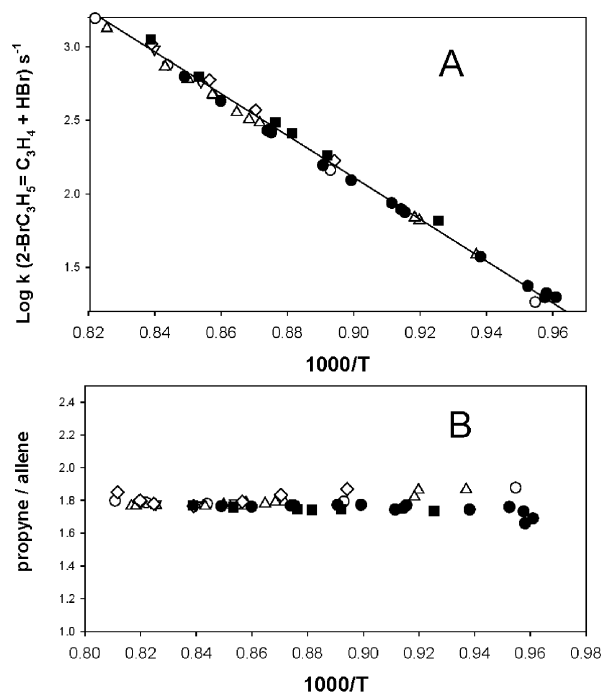 3.0
2.5
2.0
1.5
A
Log k (2-BrC₃H₅= C₃H₄ + HBr) s⁻¹
0.82 0.84 0.86 0.88 0.90 0.92 0.94 0.96
1000/T
2.4
2.2
2.0
1.8
1.6
1.4
1.2
1.0
B
propyne / allene
0.80 0.82 0.84 0.86 0.88 0.90 0.92 0.94 0.96 0.98
1000/T